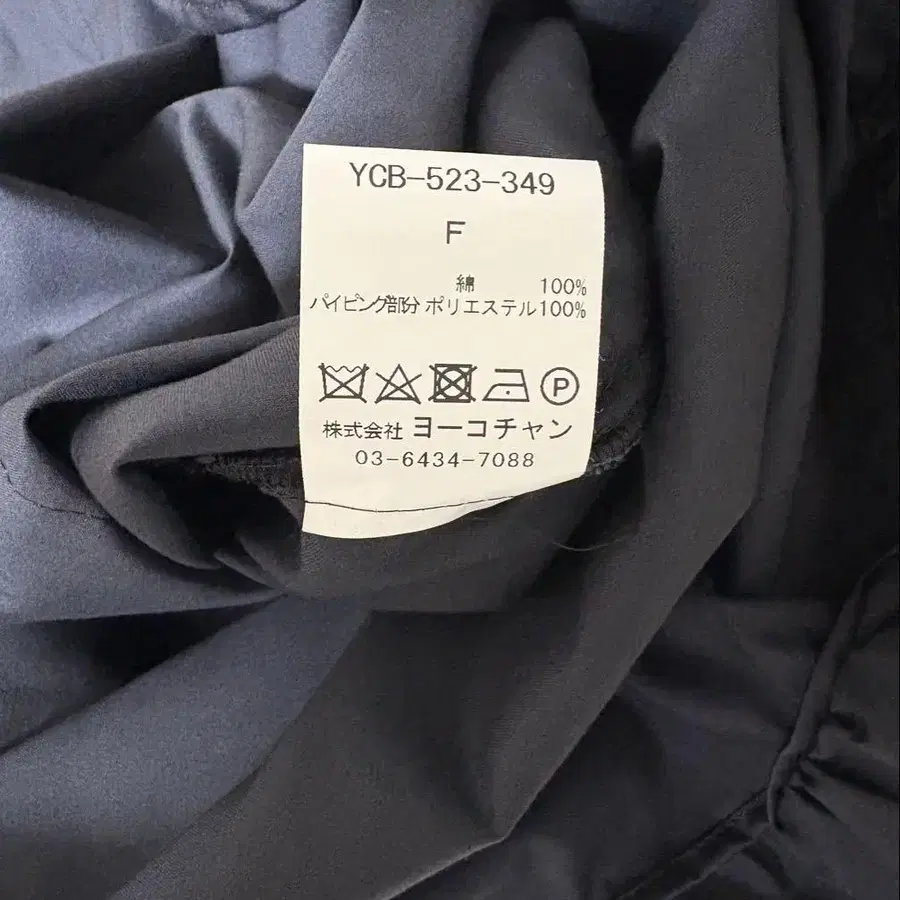 YCB-523-349
F
綿 100%
パイピング部分 ポリエステル100%
P
株式会社 ヨーコチャン
03-6434-7088